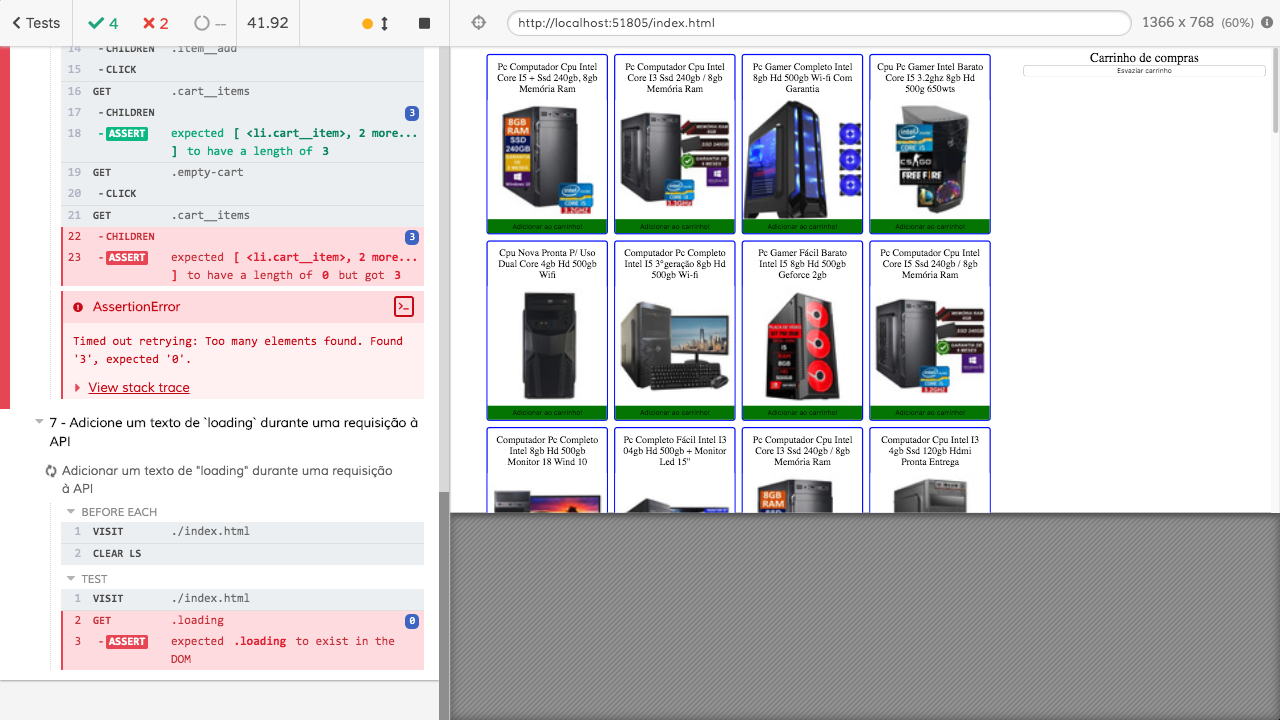 Tests
4
2
--
41.92
14 -CHILDREN .item__add
15 -CLICK
16 GET .cart__items
17 -CHILDREN 3
18 -ASSERT expected [ <li.cart__item>, 2 more...
] to have a length of 3
19 GET .empty-cart
20 -CLICK
21 GET .cart__items
22 -CHILDREN 3
23 -ASSERT expected [ <li.cart__item>, 2 more...
] to have a length of 0 but got 3
AssertionError
Timed out retrying: Too many elements found. Found
'3', expected '0'.
View stack trace
7 - Adicione um texto de `loading` durante uma requisição à
API
Adicionar um texto de "loading" durante uma requisição
à API
BEFORE EACH
1 VISIT ./index.html
2 CLEAR LS
TEST
1 VISIT ./index.html
2 GET .loading 0
3 -ASSERT expected .loading to exist in the
DOM
http://localhost:51805/index.html
1366 x 768 (60%)
Pc Computador Cpu Intel
Core I5 + Ssd 240gb, 8gb
Memória Ram
8GB
RAM
SSD
240GB
Adicionar ao carrinho!
Pc Computador Cpu Intel
Core I3 Ssd 240gb / 8gb
Memória Ram
Adicionar ao carrinho!
Pc Gamer Completo Intel
8gb Hd 500gb Wi-fi Com
Garantia
Adicionar ao carrinho!
Cpu Pc Gamer Intel Barato
Core I5 3.2ghz 8gb Hd
500g 650wts
CS:GO
FREE FIRE
Adicionar ao carrinho!
Carrinho de compras
Esvaziar carrinho
Cpu Nova Pronta P/ Uso
Dual Core 4gb Hd 500gb
Wifi
Adicionar ao carrinho!
Computador Pc Completo
Intel I5 3°geração 8gb Hd
500gb Wi-fi
Adicionar ao carrinho!
Pc Gamer Fácil Barato
Intel I5 8gb Hd 500gb
Geforce 2gb
Adicionar ao carrinho!
Pc Computador Cpu Intel
Core I5 Ssd 240gb / 8gb
Memória Ram
Adicionar ao carrinho!
Computador Pc Completo
Intel 8gb Hd 500gb
Monitor 18 Wind 10
Pc Completo Fácil Intel I3
04gb Hd 500gb + Monitor
Led 15"
Pc Computador Cpu Intel
Core I3 Ssd 240gb / 8gb
Memória Ram
8GB
RAM
SSD
240GB
Computador Cpu Intel I3
4gb Ssd 120gb Hdmi
Pronta Entrega